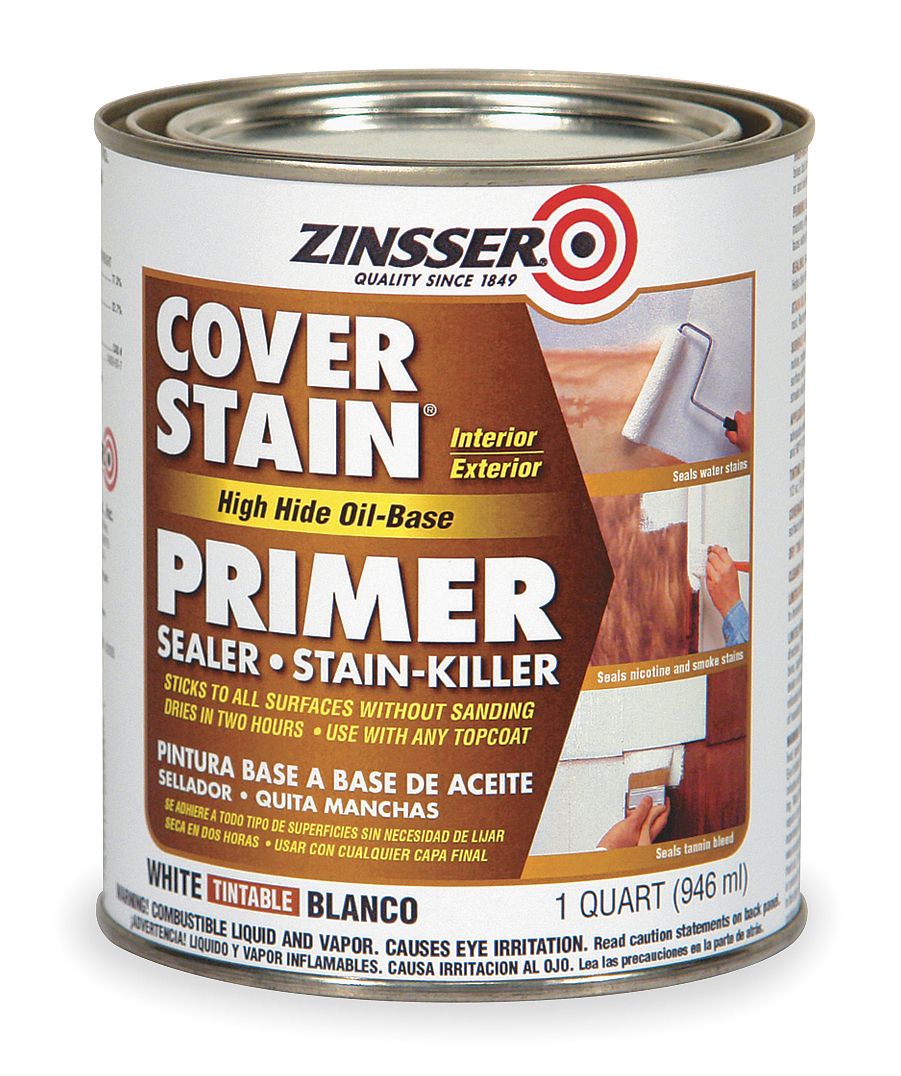 ZINSSER®
QUALITY SINCE 1849
COVER
STAIN®
Interior
Exterior
High Hide Oil-Base
PRIMER
SEALER • STAIN-KILLER
STICKS TO ALL SURFACES WITHOUT SANDING
DRIES IN TWO HOURS • USE WITH ANY TOPCOAT
PINTURA BASE A BASE DE ACEITE
SELLADOR • QUITA MANCHAS
SE ADHIERE A TODO TIPO DE SUPERFICIES SIN NECESIDAD DE LIJAR
SECA EN DOS HORAS • USAR CON CUALQUIER CAPA FINAL
Seals water stains
Seals nicotine and smoke stains
Seals tannin bleed
WHITE TINTABLE BLANCO
1 QUART (946 ml)
WARNING! COMBUSTIBLE LIQUID AND VAPOR. CAUSES EYE IRRITATION. Read caution statements on back panel.
¡ADVERTENCIA! LIQUIDO Y VAPOR INFLAMABLES. CAUSA IRRITACION AL OJO. Lea las precauciones en la parte de atrás.